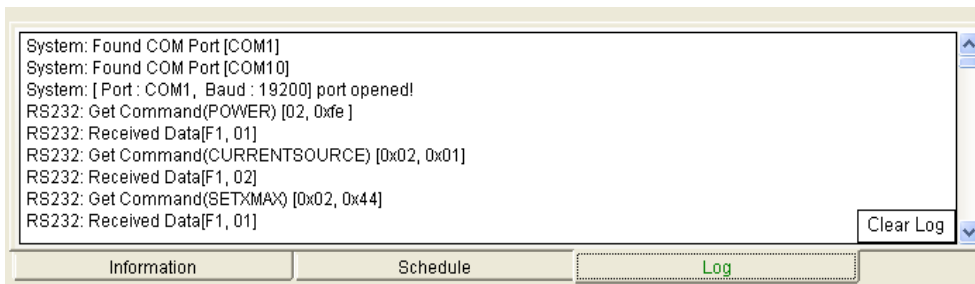 System: Found COM Port [COM1]
System: Found COM Port [COM10]
System: [ Port : COM1,  Baud : 19200] port opened!
RS232: Get Command(POWER) [02, 0xfe ]
RS232: Received Data[F1, 01]
RS232: Get Command(CURRENTSOURCE) [0x02, 0x01]
RS232: Received Data[F1, 02]
RS232: Get Command(SETXMAX) [0x02, 0x44]
RS232: Received Data[F1, 01]
Clear Log
Information Schedule Log